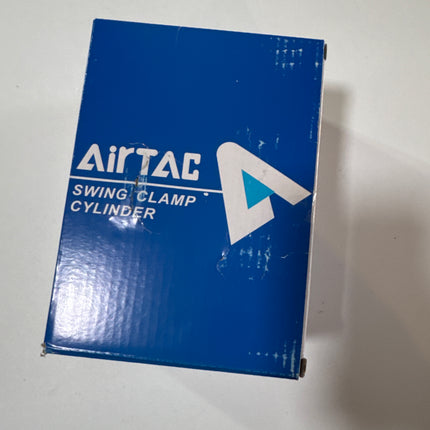 AirTAC
SWING CLAMP
CYLINDER